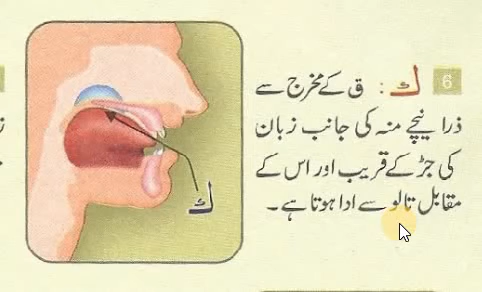 6 ك : ق کے مخرج سے
ذرا نیچے منہ کی جانب زبان
کی جڑ کے قریب اور اس کے
مقابل تالو سے ادا ہوتا ہے۔
ك